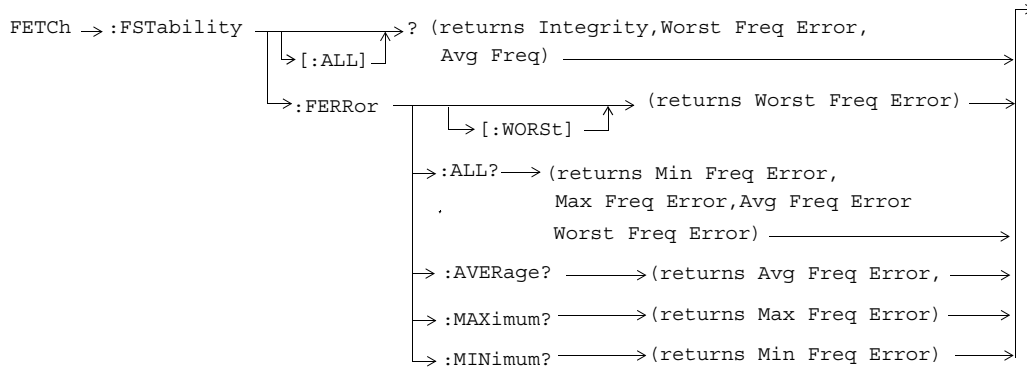 FETCh :FSTability ? (returns Integrity,Worst Freq Error,
[:ALL] Avg Freq)
:FERRor (returns Worst Freq Error)
[:WORSt]
:ALL? (returns Min Freq Error,
Max Freq Error,Avg Freq Error
Worst Freq Error)
:AVERage? (returns Avg Freq Error,
:MAXimum? (returns Max Freq Error)
:MINimum? (returns Min Freq Error)